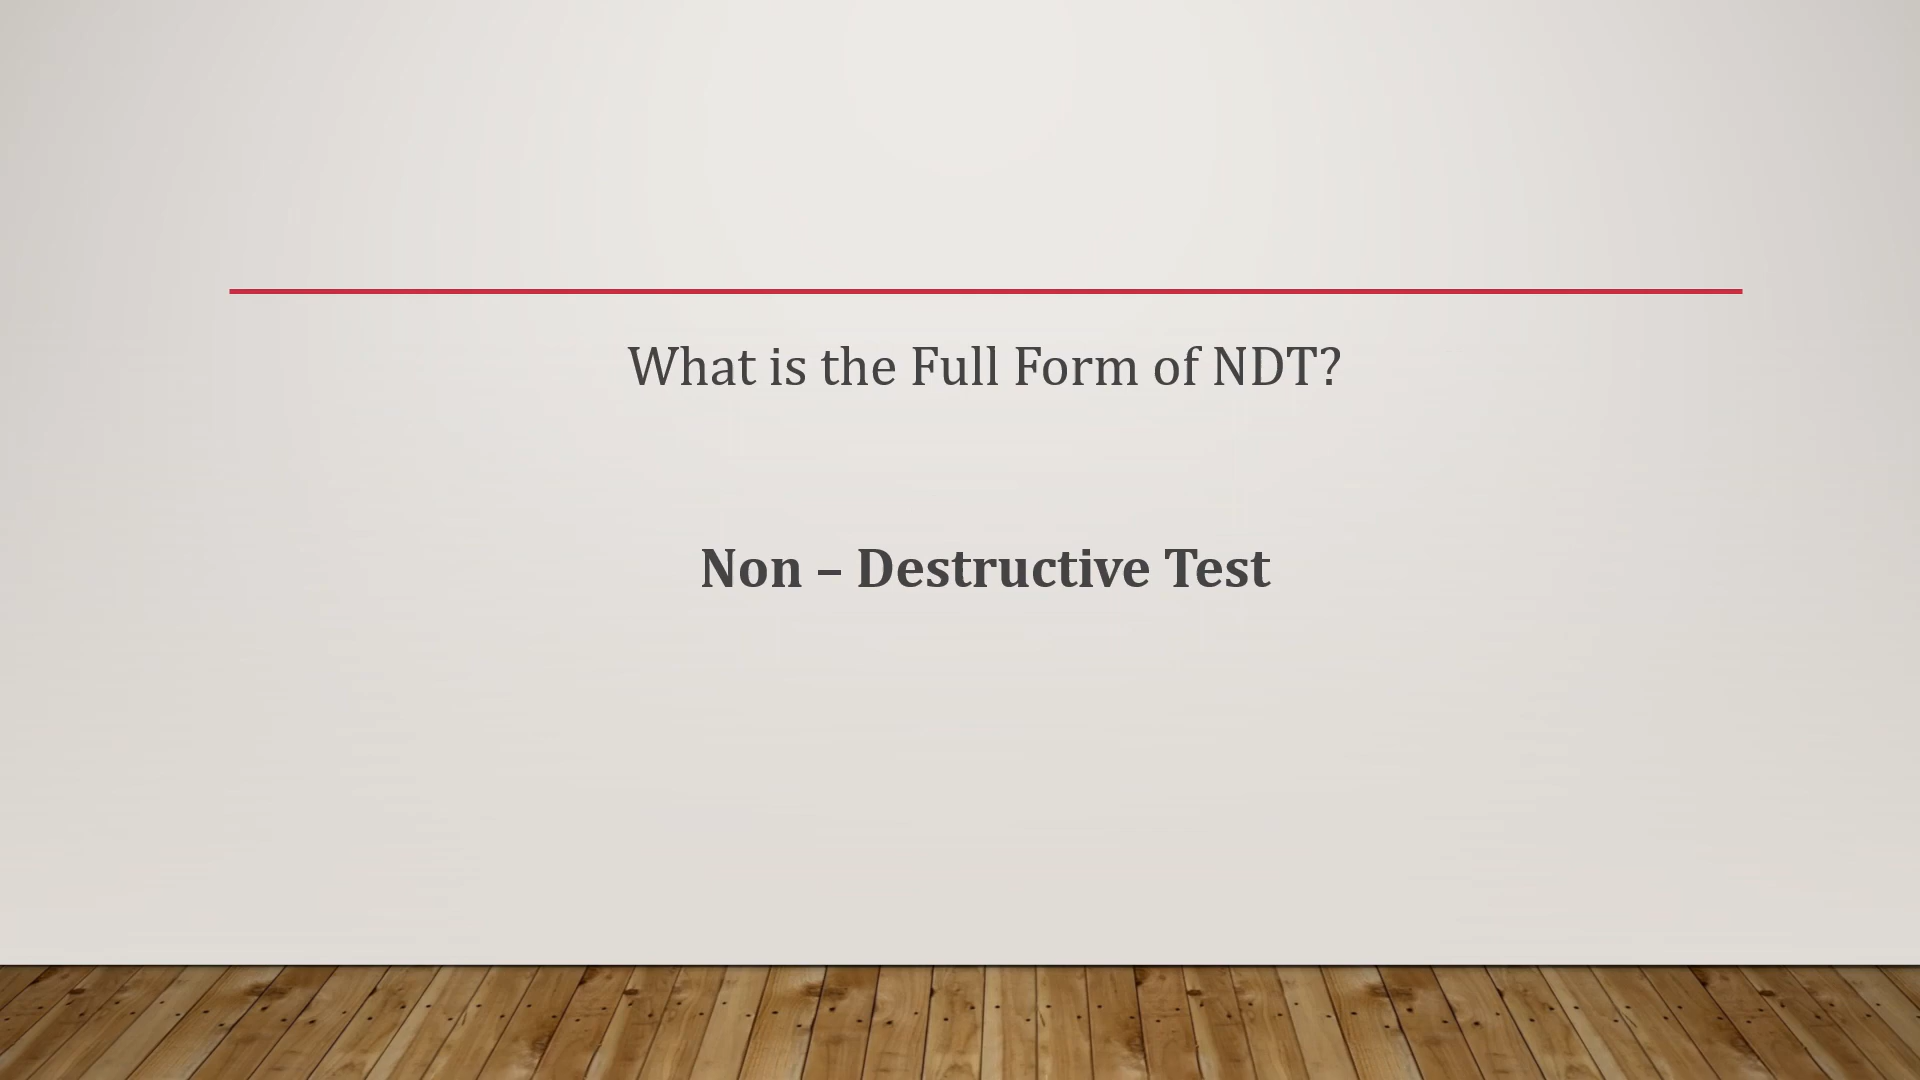 What is the Full Form of NDT?
Non – Destructive Test